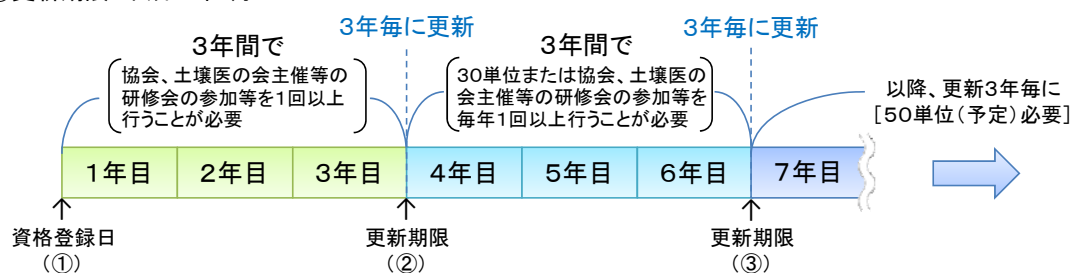 3年毎に更新
3年毎に更新
3年間で
協会、土壌医の会主催等の
研修会の参加等を1回以上
行うことが必要
3年間で
30単位または協会、土壌医の
会主催等の研修会の参加等を
毎年1回以上行うことが必要
以降、更新3年毎に
[50単位(予定)必要]
1年目
2年目
3年目
4年目
5年目
6年目
7年目
資格登録日
(①)
更新期限
(②)
更新期限
(③)